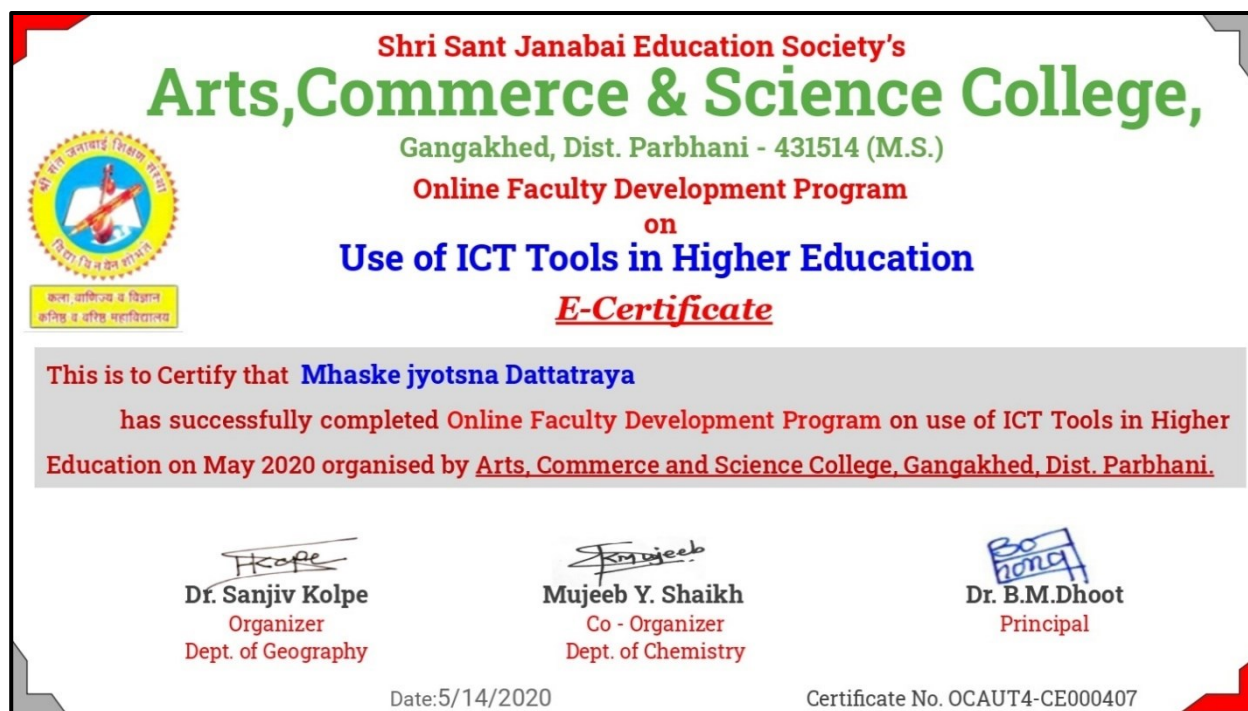 Shri Sant Janabai Education Society's
Arts,Commerce & Science College,
Gangakhed, Dist. Parbhani - 431514 (M.S.)
Online Faculty Development Program
on
Use of ICT Tools in Higher Education
E-Certificate
श्री संत जनाबाई शिक्षण संस्था
विद्या विनयेन शोभते
कला,वाणिज्य व विज्ञान
कनिष्ठ व वरिष्ठ महाविद्यालय
This is to Certify that Mhaske jyotsna Dattatraya
has successfully completed Online Faculty Development Program on use of ICT Tools in Higher
Education on May 2020 organised by Arts, Commerce and Science College, Gangakhed, Dist. Parbhani.
Dr. Sanjiv Kolpe
Organizer
Dept. of Geography
Mujeeb Y. Shaikh
Co - Organizer
Dept. of Chemistry
Dr. B.M.Dhoot
Principal
Date:5/14/2020
Certificate No. OCAUT4-CE000407